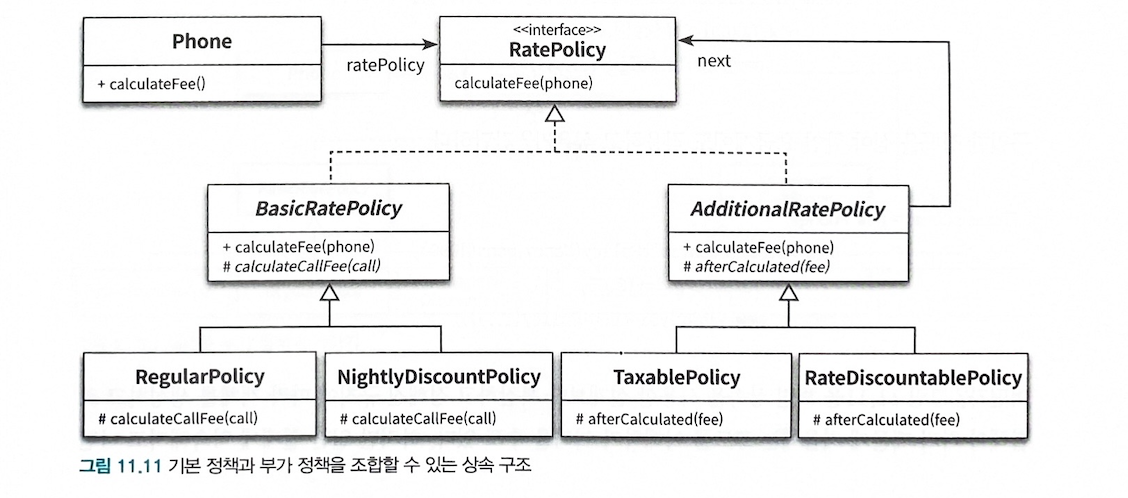 Phone
+ calculateFee()
ratePolicy
<<interface>>
RatePolicy
calculateFee(phone)
next
BasicRatePolicy
+ calculateFee(phone)
# calculateCallFee(call)
AdditionalRatePolicy
+ calculateFee(phone)
# afterCalculated(fee)
RegularPolicy
# calculateCallFee(call)
NightlyDiscountPolicy
# calculateCallFee(call)
TaxablePolicy
# afterCalculated(fee)
RateDiscountablePolicy
# afterCalculated(fee)
그림 11.11 기본 정책과 부가 정책을 조합할 수 있는 상속 구조